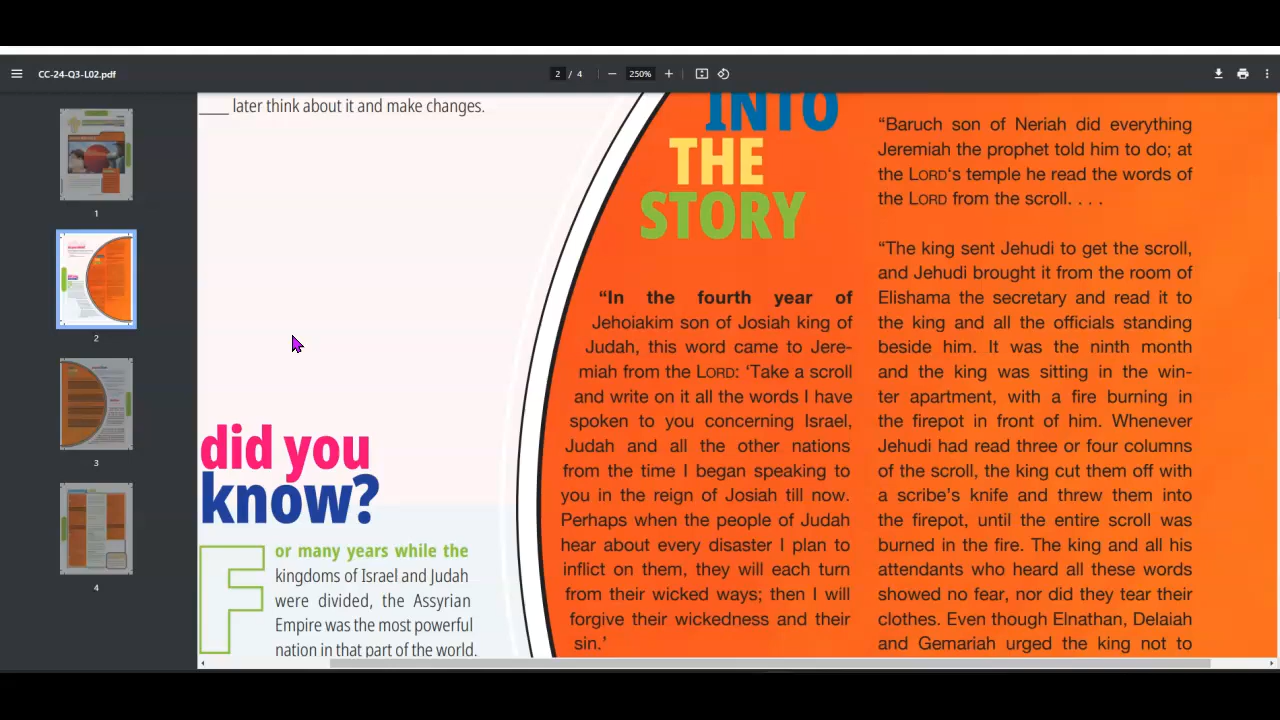 CC-24-Q3-L02.pdf
2 / 4
250%
1
2
3
4
____ later think about it and make changes.
did you
know?
For many years while the
kingdoms of Israel and Judah
were divided, the Assyrian
Empire was the most powerful
nation in that part of the world.
INTO
THE
STORY
“In the fourth year of
Jehoiakim son of Josiah king of
Judah, this word came to Jere-
miah from the LORD: ‘Take a scroll
and write on it all the words I have
spoken to you concerning Israel,
Judah and all the other nations
from the time I began speaking to
you in the reign of Josiah till now.
Perhaps when the people of Judah
hear about every disaster I plan to
inflict on them, they will each turn
from their wicked ways; then I will
forgive their wickedness and their
sin.’
“Baruch son of Neriah did everything
Jeremiah the prophet told him to do; at
the LORD‘s temple he read the words of
the LORD from the scroll. . . .
“The king sent Jehudi to get the scroll,
and Jehudi brought it from the room of
Elishama the secretary and read it to
the king and all the officials standing
beside him. It was the ninth month
and the king was sitting in the win-
ter apartment, with a fire burning in
the firepot in front of him. Whenever
Jehudi had read three or four columns
of the scroll, the king cut them off with
a scribe’s knife and threw them into
the firepot, until the entire scroll was
burned in the fire. The king and all his
attendants who heard all these words
showed no fear, nor did they tear their
clothes. Even though Elnathan, Delaiah
and Gemariah urged the king not to